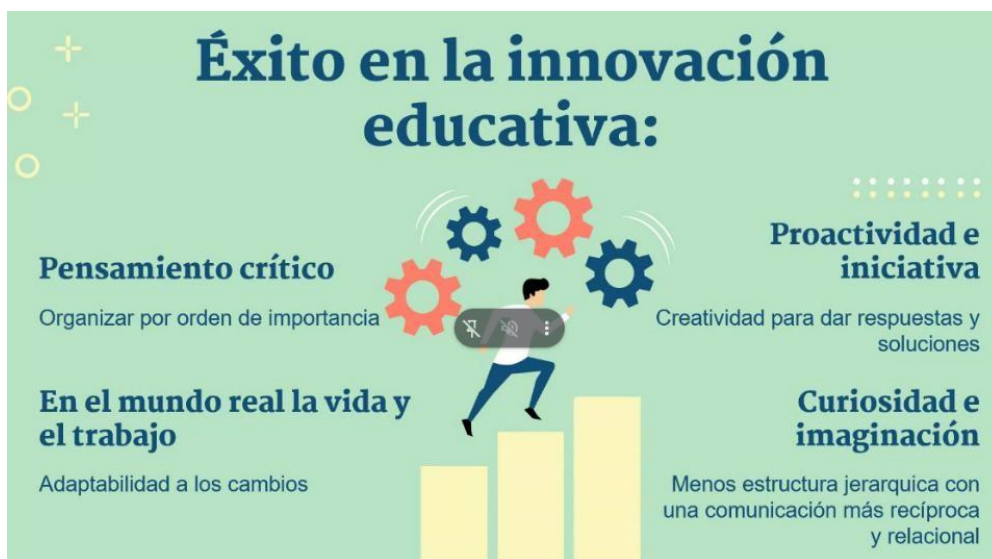 Éxito en la innovación
educativa:
Pensamiento crítico
Organizar por orden de importancia
En el mundo real la vida y
el trabajo
Adaptabilidad a los cambios
Proactividad e
iniciativa
Creatividad para dar respuestas y
soluciones
Curiosidad e
imaginación
Menos estructura jerarquica con
una comunicación más recíproca
y relacional